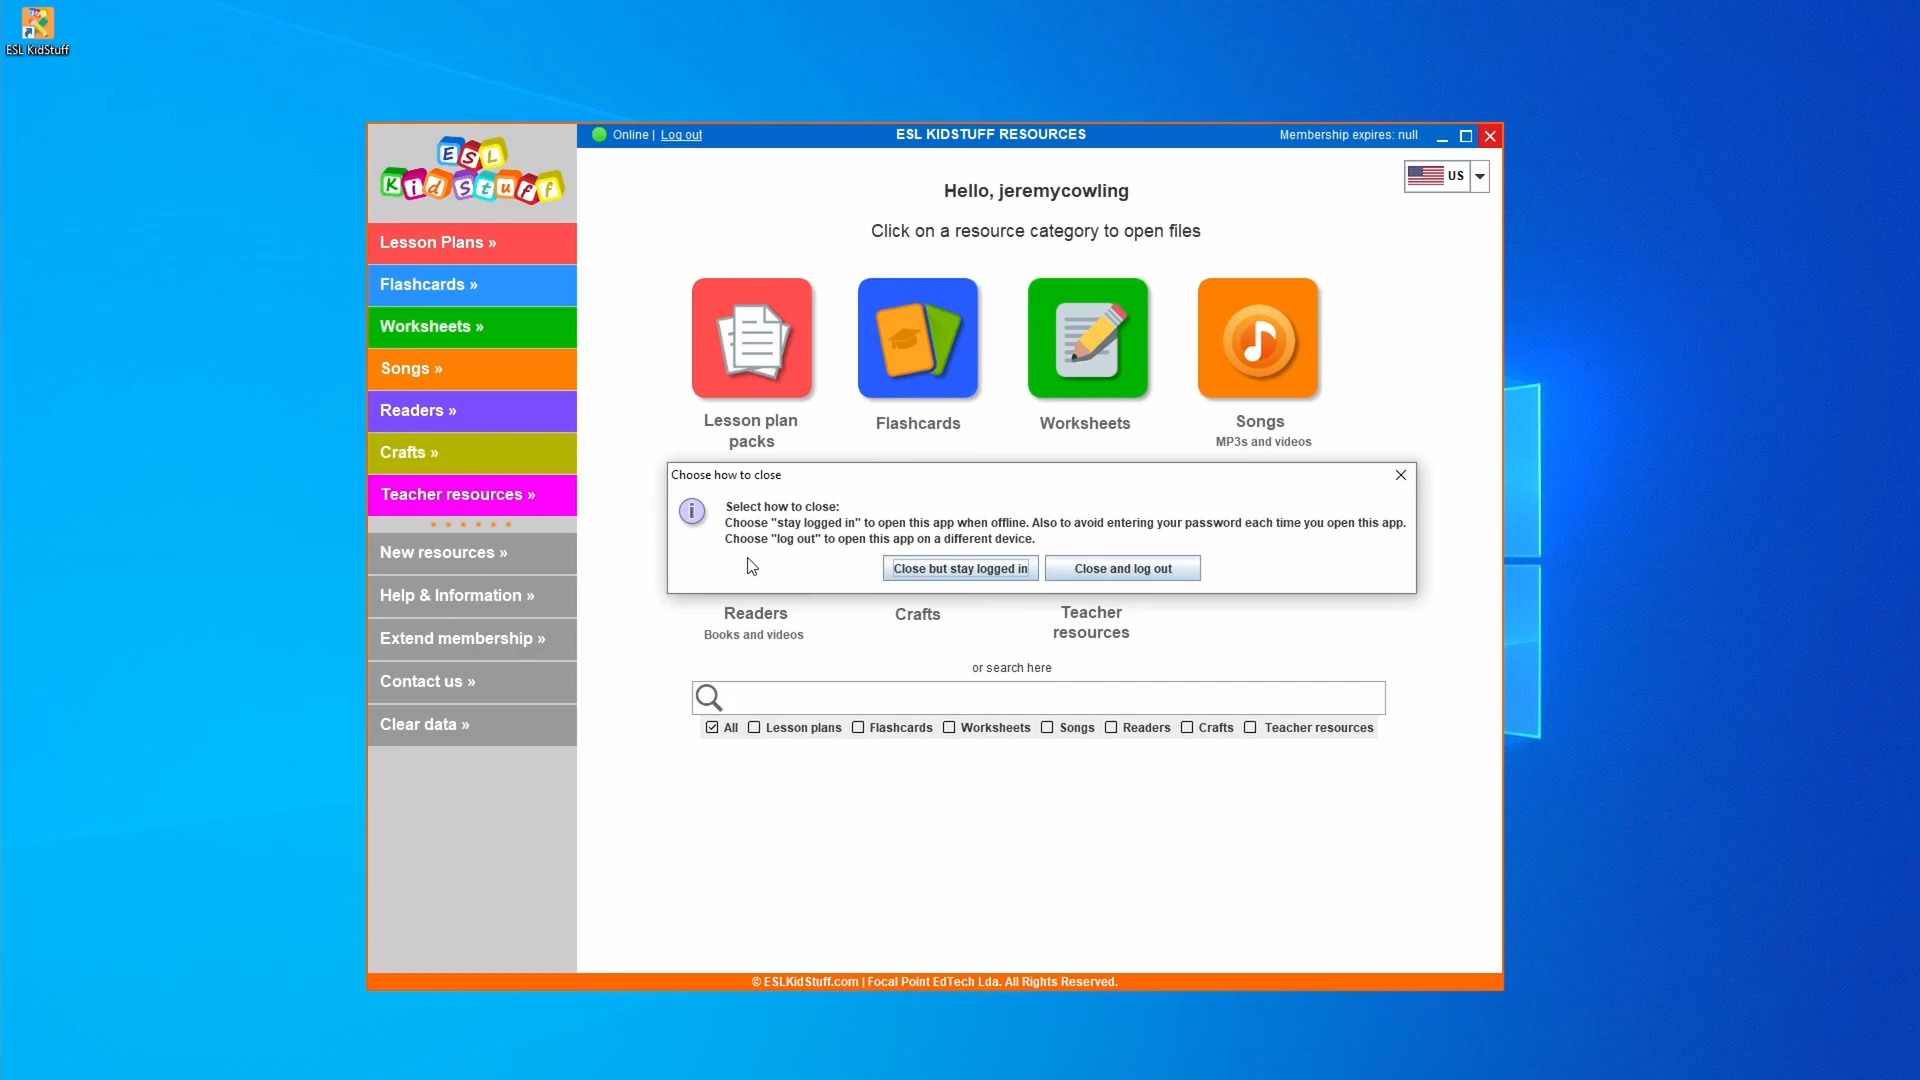 ESL KidStuff
ESL
KidStuff
Online | Log out
ESL KIDSTUFF RESOURCES
Membership expires: null
US
Hello, jeremycowling
Click on a resource category to open files
Lesson Plans »
Flashcards »
Worksheets »
Songs »
Readers »
Crafts »
Teacher resources »
New resources »
Help & Information »
Extend membership »
Contact us »
Clear data »
Lesson plan
packs
Flashcards
Worksheets
Songs
MP3s and videos
Choose how to close
Select how to close:
Choose "stay logged in" to open this app when offline. Also to avoid entering your password each time you open this app.
Choose "log out" to open this app on a different device.
Close but stay logged in
Close and log out
Readers
Books and videos
Crafts
Teacher
resources
or search here
All Lesson plans Flashcards Worksheets Songs Readers Crafts Teacher resources
© ESLKidStuff.com | Focal Point EdTech Lda. All Rights Reserved.